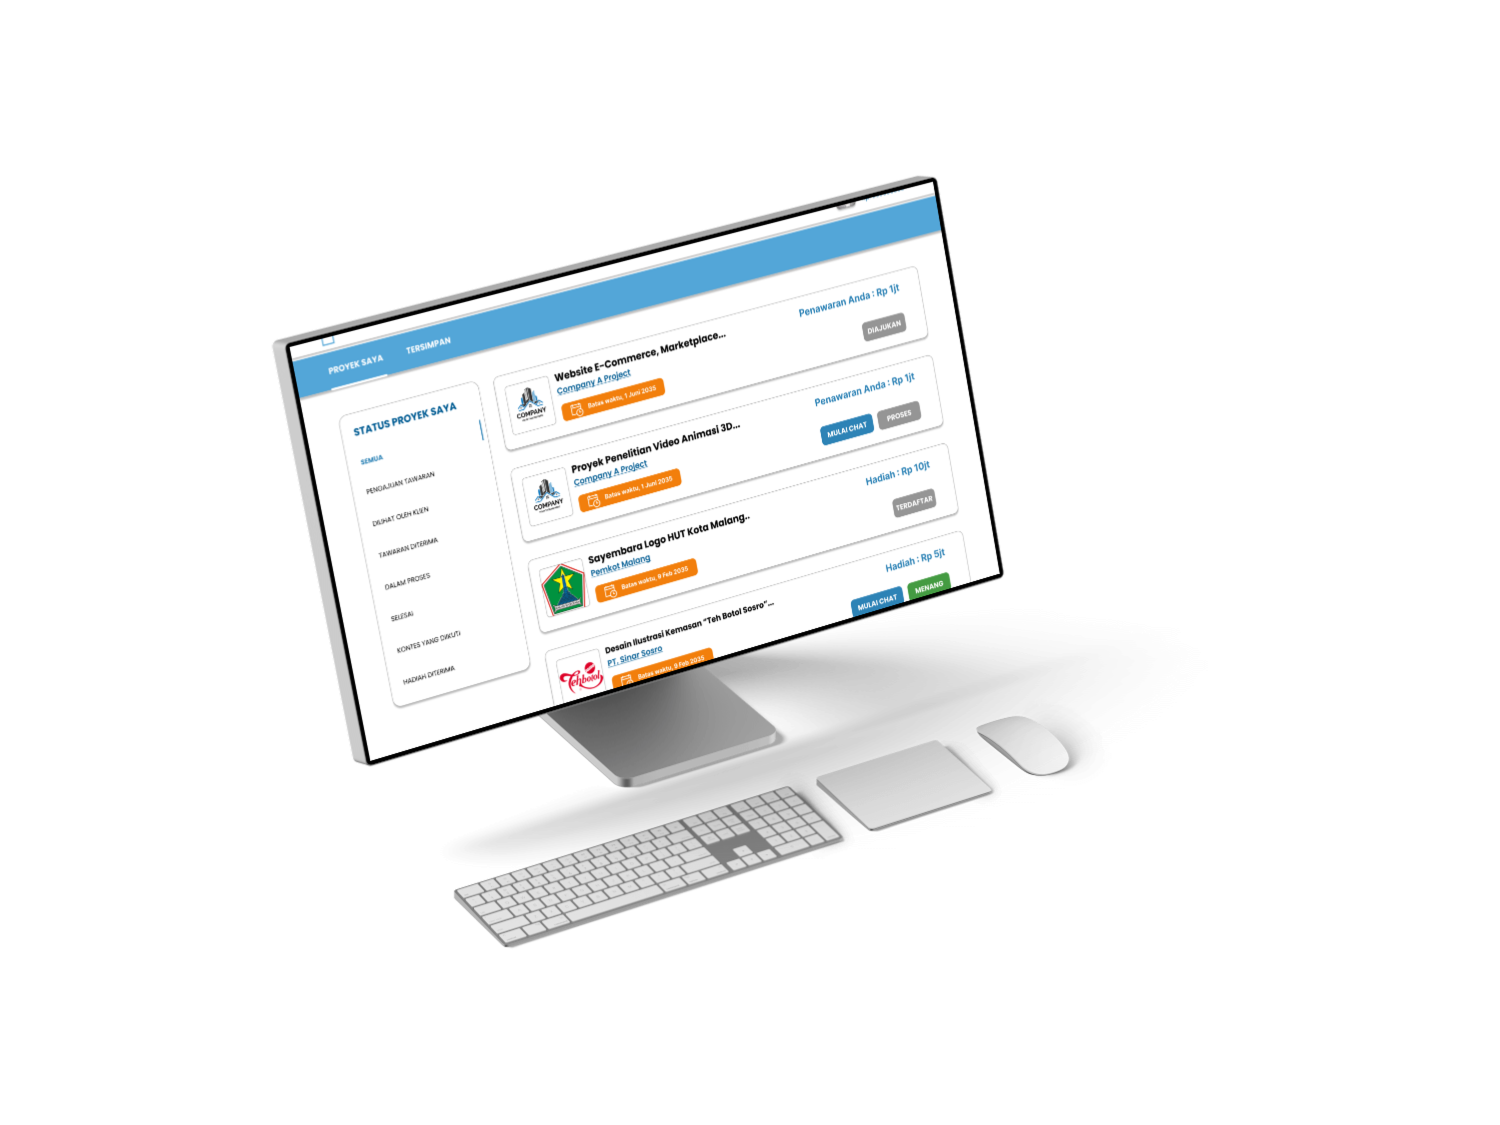 PROYEK SAYA
TERSIMPAN
STATUS PROYEK SAYA
SEMUA
PENGAJUAN TAWARAN
DILIHAT OLEH KLIEN
TAWARAN DITERIMA
DALAM PROSES
SELESAI
KONTES YANG DIIKUTI
HADIAH DITERIMA
COMPANY
Website E-Commerce, Marketplace...
Company A Project
Batas waktu, 1 Juni 2035
Penawaran Anda : Rp 1jt
DIAJUKAN
COMPANY
Proyek Penelitian Video Animasi 3D...
Company A Project
Batas waktu, 1 Juni 2035
Penawaran Anda : Rp 1jt
MULAI CHAT
PROSES
Sayembara Logo HUT Kota Malang..
Pemkot Malang
Batas waktu, 9 Feb 2035
Hadiah : Rp 10jt
TERDAFTAR
Tehbotol
Desain Ilustrasi Kemasan “Teh Botol Sosro”...
PT. Sinar Sosro
Batas waktu, 9 Feb 2035
Hadiah : Rp 5jt
MULAI CHAT
MENANG